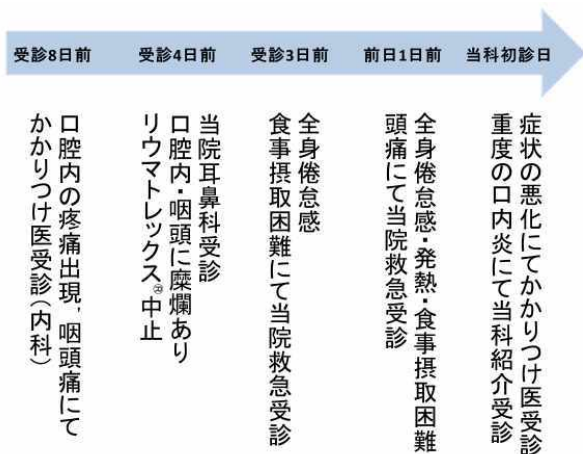 受診8日前
受診4日前
受診3日前
前日1日前
当科初診日
口腔内の疼痛出現，咽頭痛にて
かかりつけ医受診（内科）
当院耳鼻科受診
口腔内・咽頭に糜爛あり
リウマトレックス®中止
全身倦怠感
食事摂取困難にて当院救急受診
全身倦怠感・発熱・食事摂取困難
頭痛にて当院救急受診
症状の悪化にてかかりつけ医受診
重度の口内炎にて当科紹介受診